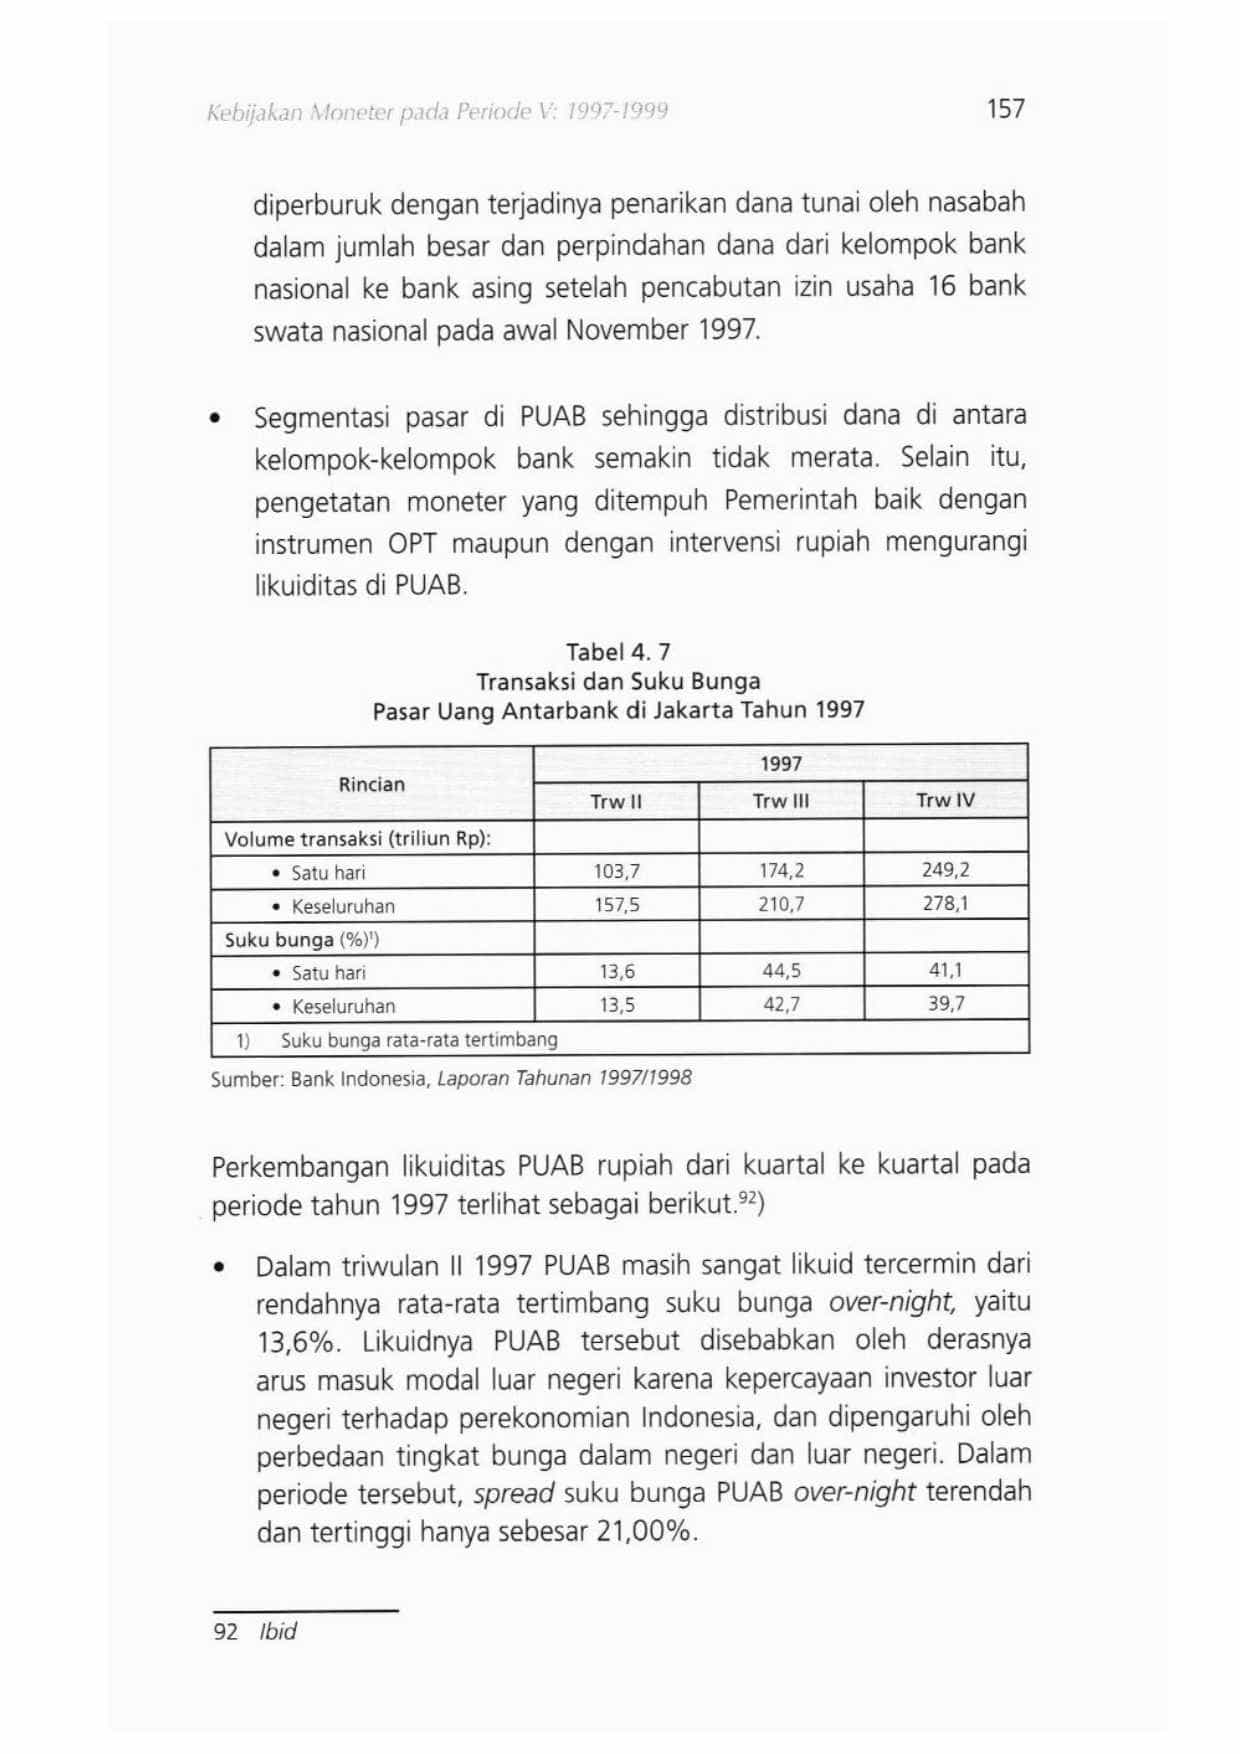 Kebijakan Moneter pada Periode V: 1997-1999 157
diperburuk dengan terjadinya penarikan dana tunai oleh nasabah
dalam jumlah besar dan perpindahan dana dari kelompok bank
nasional ke bank asing setelah pencabutan izin usaha 16 bank
swata nasional pada awal November 1997.
• Segmentasi pasar di PUAB sehingga distribusi dana di antara
kelompok-kelompok bank semakin tidak merata. Selain itu,
pengetatan moneter yang ditempuh Pemerintah baik dengan
instrumen OPT maupun dengan intervensi rupiah mengurangi
likuiditas di PUAB.
Tabel 4. 7
Transaksi dan Suku Bunga
Pasar Uang Antarbank di Jakarta Tahun 1997
Rincian 1997
Trw II Trw III Trw IV
Volume transaksi (triliun Rp):
• Satu hari 103,7 174,2 249,2
• Keseluruhan 157,5 210,7 278,1
Suku bunga (%)¹)
• Satu hari 13,6 44,5 41,1
• Keseluruhan 13,5 42,7 39,7
1) Suku bunga rata-rata tertimbang
Sumber: Bank Indonesia, Laporan Tahunan 1997/1998
Perkembangan likuiditas PUAB rupiah dari kuartal ke kuartal pada
periode tahun 1997 terlihat sebagai berikut.⁹²)
• Dalam triwulan II 1997 PUAB masih sangat likuid tercermin dari
rendahnya rata-rata tertimbang suku bunga over-night, yaitu
13,6%. Likuidnya PUAB tersebut disebabkan oleh derasnya
arus masuk modal luar negeri karena kepercayaan investor luar
negeri terhadap perekonomian Indonesia, dan dipengaruhi oleh
perbedaan tingkat bunga dalam negeri dan luar negeri. Dalam
periode tersebut, spread suku bunga PUAB over-night terendah
dan tertinggi hanya sebesar 21,00%.
92 Ibid